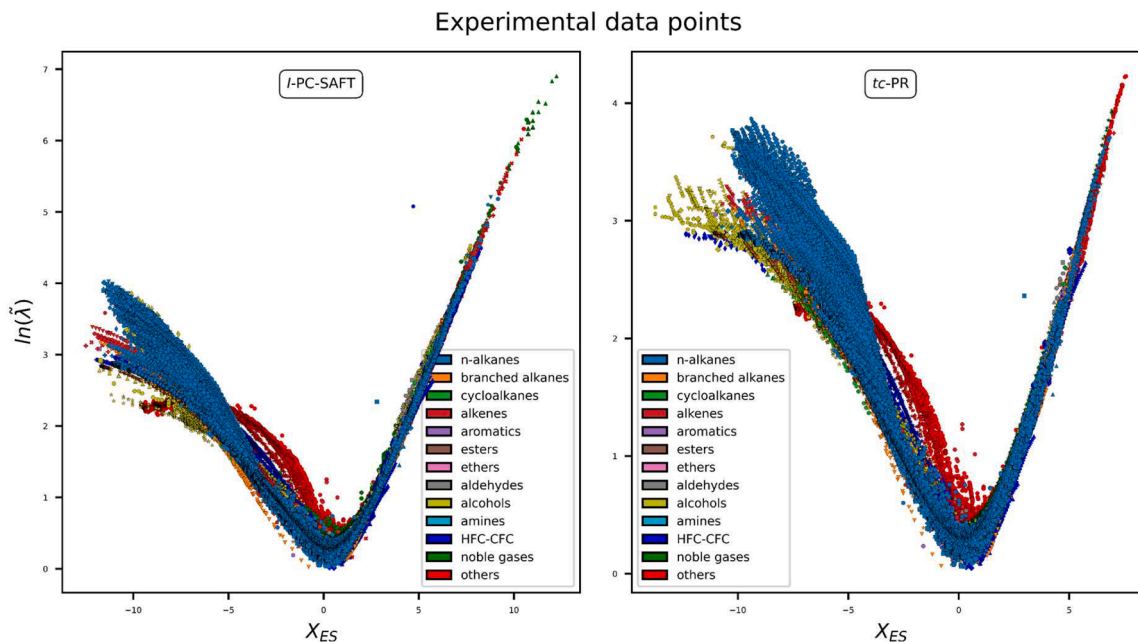 Experimental data points
I-PC-SAFT
tc-PR
ln(λ̃)
7
6
5
4
3
2
1
0
−10
−5
0
5
10
X_ES
n-alkanes
branched alkanes
cycloalkanes
alkenes
aromatics
esters
ethers
aldehydes
alcohols
amines
HFC-CFC
noble gases
others
4
3
2
1
0
−10
−5
0
5
X_ES
n-alkanes
branched alkanes
cycloalkanes
alkenes
aromatics
esters
ethers
aldehydes
alcohols
amines
HFC-CFC
noble gases
others